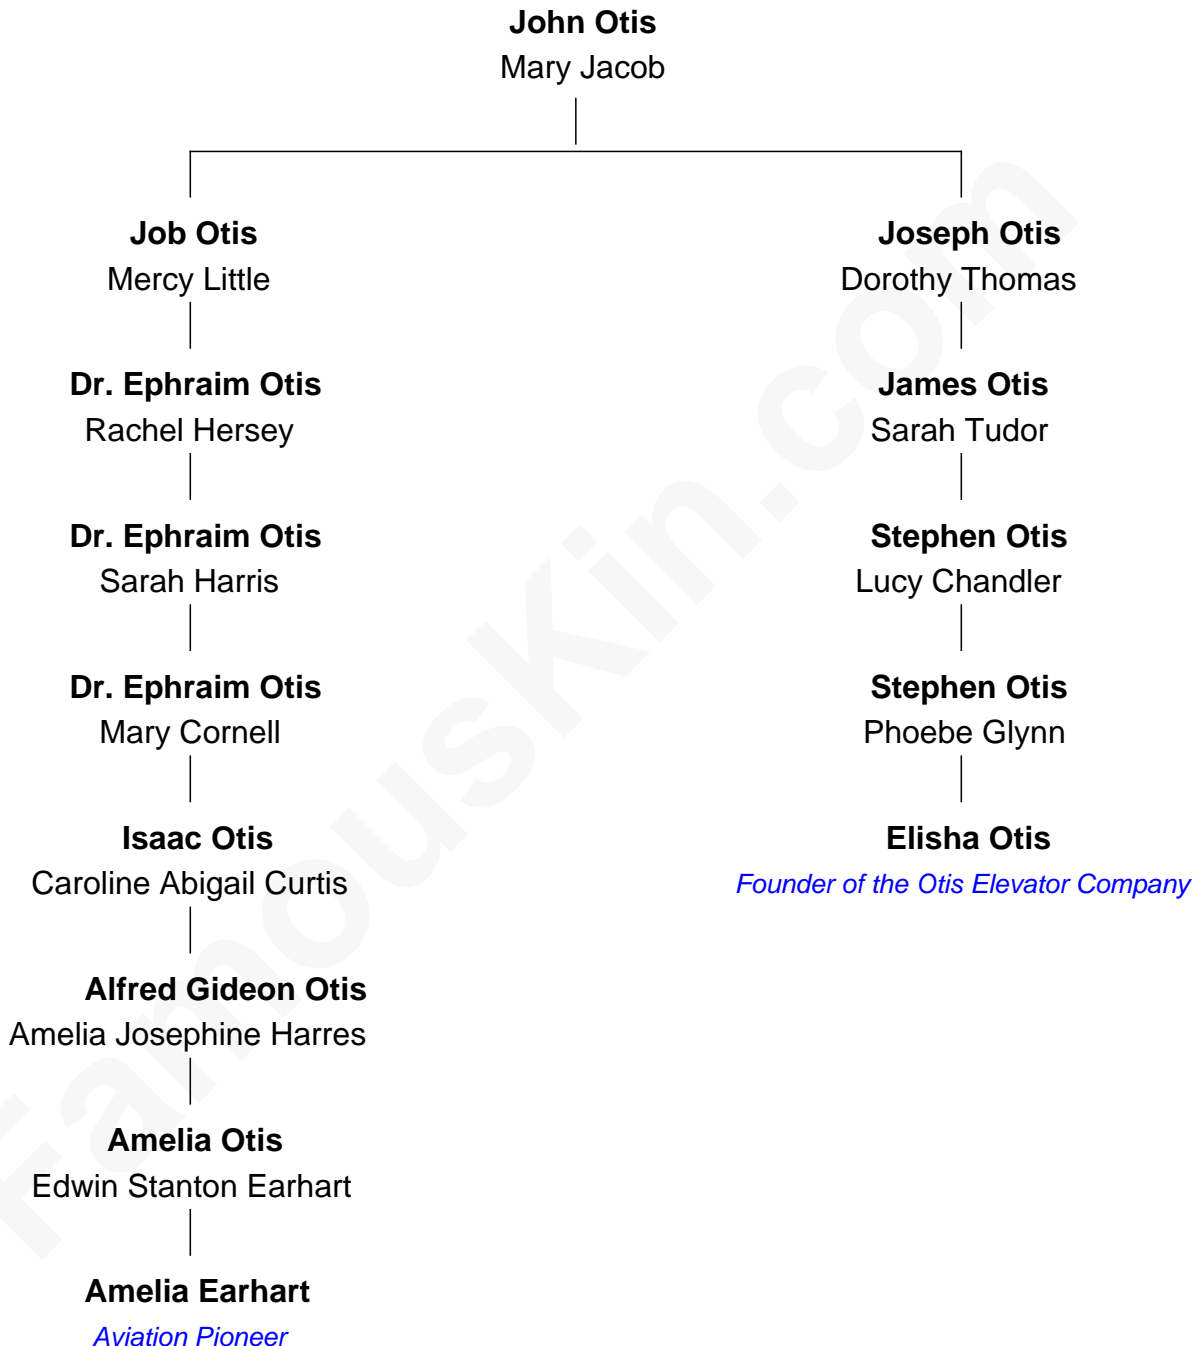 John Otis
Mary Jacob
Job Otis
Mercy Little
Joseph Otis
Dorothy Thomas
Dr. Ephraim Otis
Rachel Hersey
James Otis
Sarah Tudor
Dr. Ephraim Otis
Sarah Harris
Stephen Otis
Lucy Chandler
Dr. Ephraim Otis
Mary Cornell
Stephen Otis
Phoebe Glynn
Isaac Otis
Caroline Abigail Curtis
Elisha Otis
Founder of the Otis Elevator Company
Alfred Gideon Otis
Amelia Josephine Harres
Amelia Otis
Edwin Stanton Earhart
Amelia Earhart
Aviation Pioneer
FamousKin.com